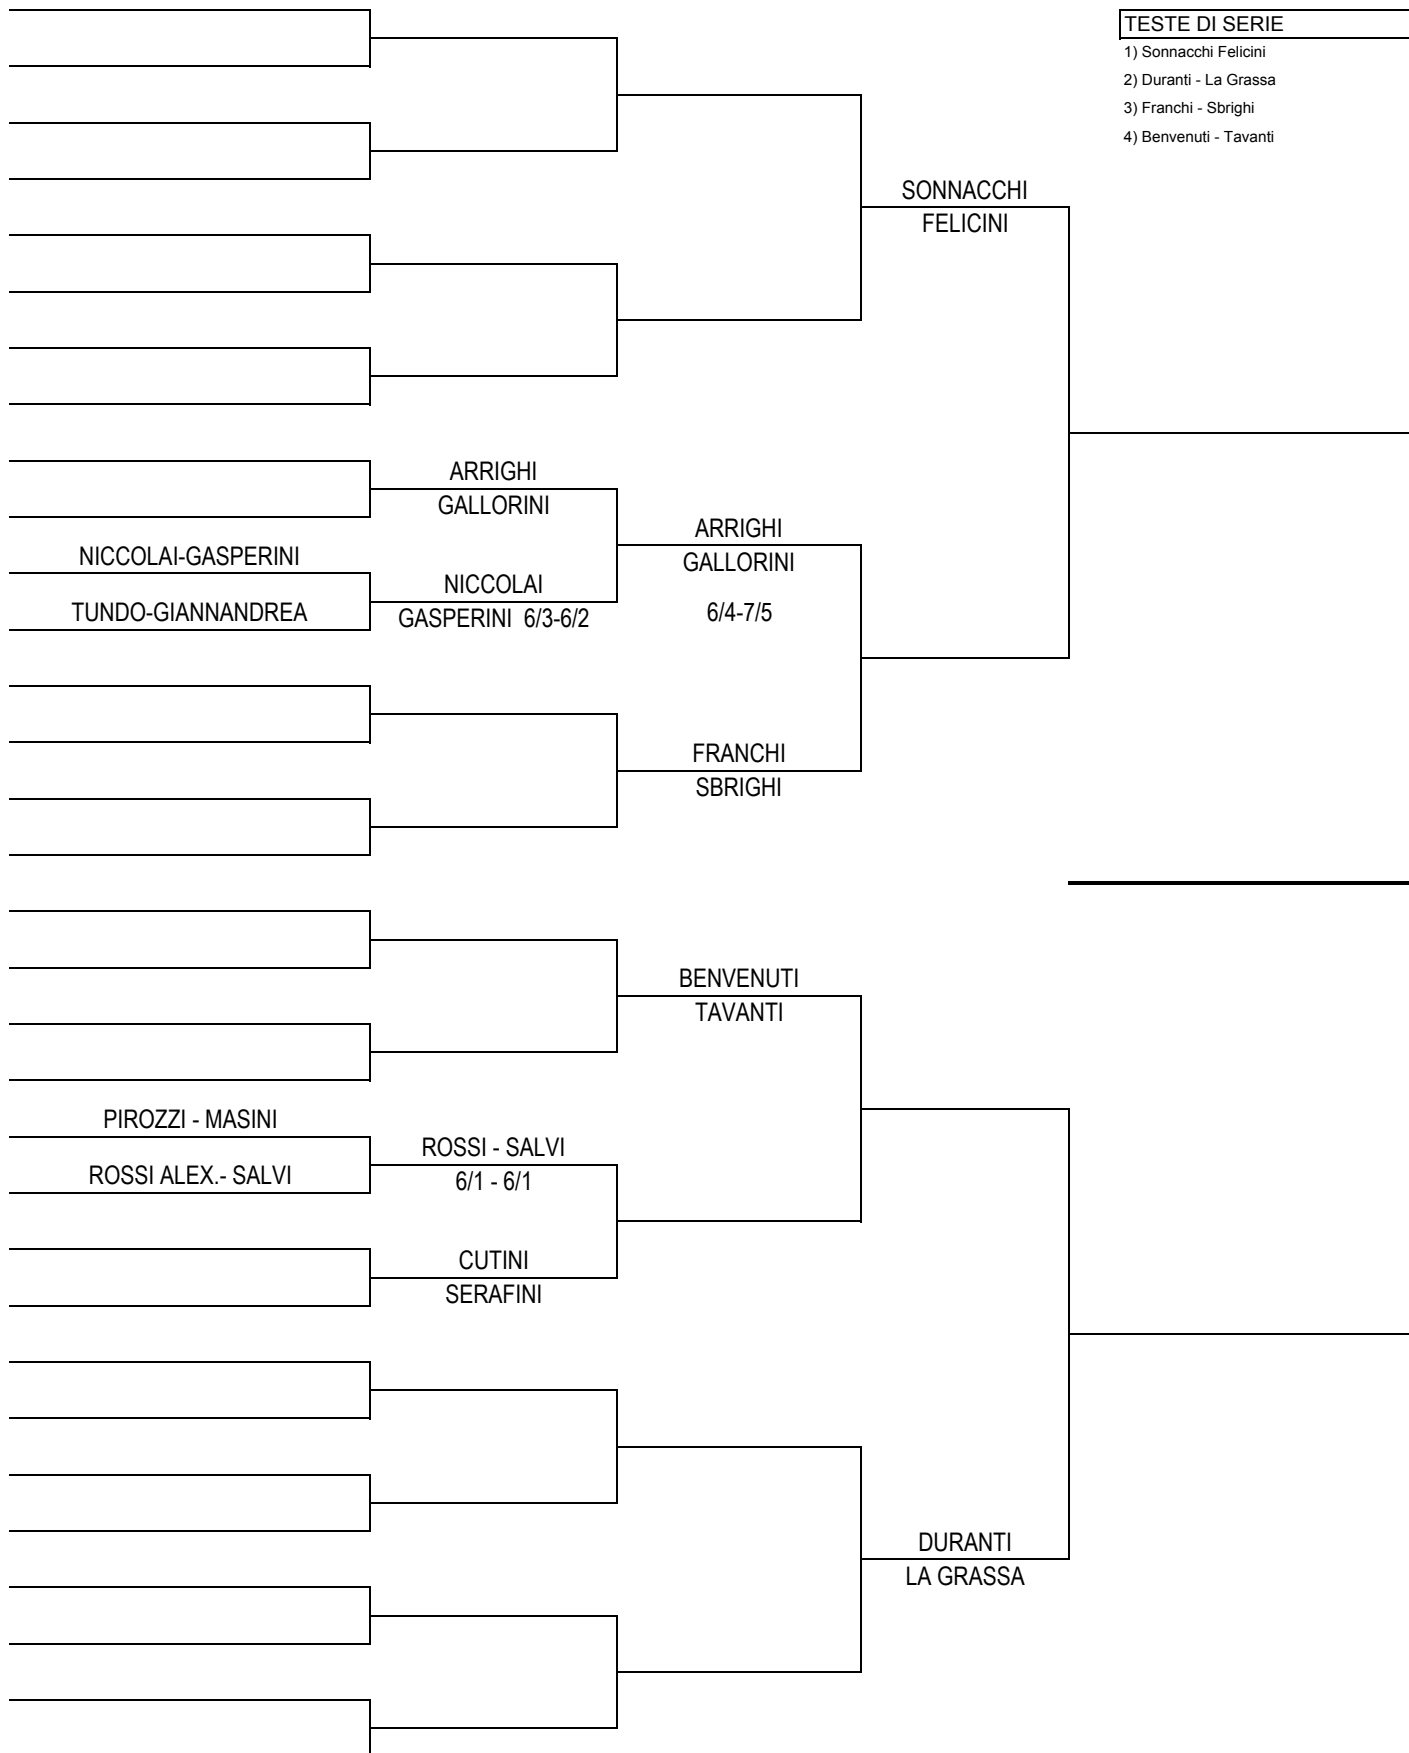 TESTE DI SERIE
1) Sonnacchi Felicini
2) Duranti - La Grassa
3) Franchi - Sbrighi
4) Benvenuti - Tavanti
SONNACCHI
FELICINI
ARRIGHI
GALLORINI
ARRIGHI
GALLORINI
6/4-7/5
NICCOLAI-GASPERINI
TUNDO-GIANNANDREA
NICCOLAI
GASPERINI 6/3-6/2
FRANCHI
SBRIGHI
BENVENUTI
TAVANTI
PIROZZI - MASINI
ROSSI ALEX.- SALVI
ROSSI - SALVI
6/1 - 6/1
CUTINI
SERAFINI
DURANTI
LA GRASSA